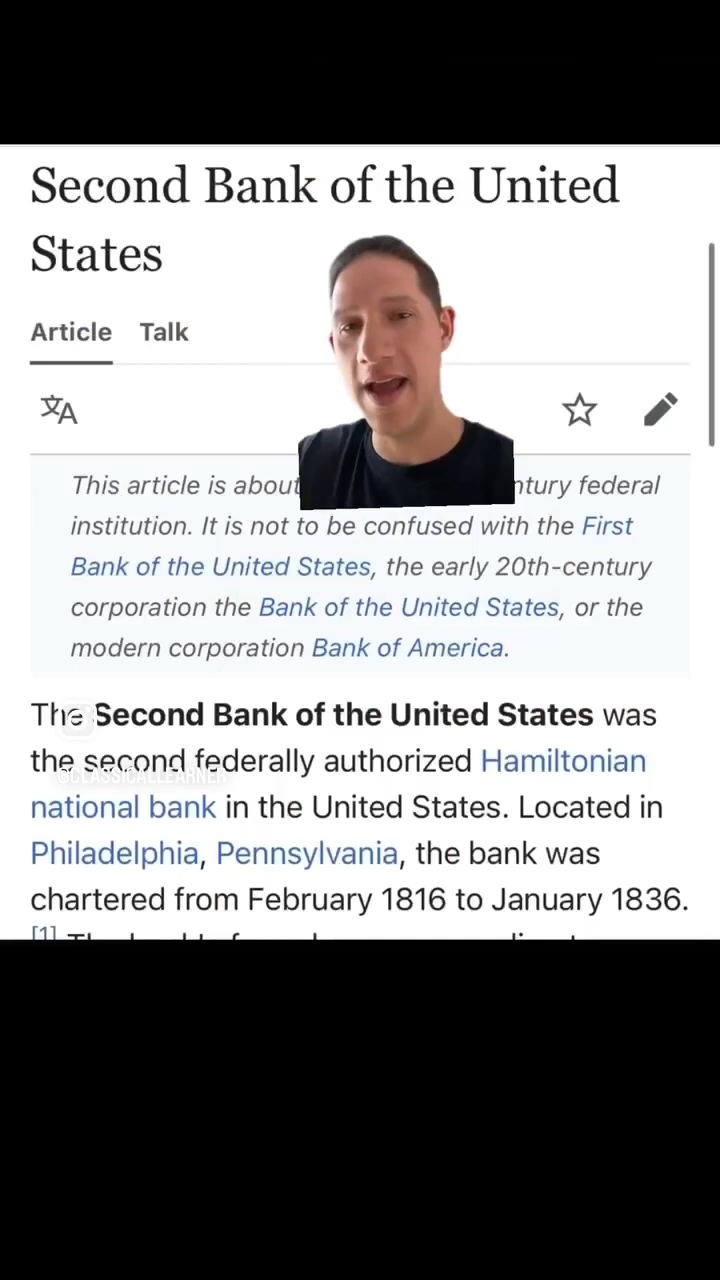 Second Bank of the United
States
Article Talk
文A
This article is about ntury federal
institution. It is not to be confused with the First
Bank of the United States, the early 20th-century
corporation the Bank of the United States, or the
modern corporation Bank of America.
The Second Bank of the United States was
@CLASSICALLEARNER
the second federally authorized Hamiltonian
national bank in the United States. Located in
Philadelphia, Pennsylvania, the bank was
chartered from February 1816 to January 1836.
[1]